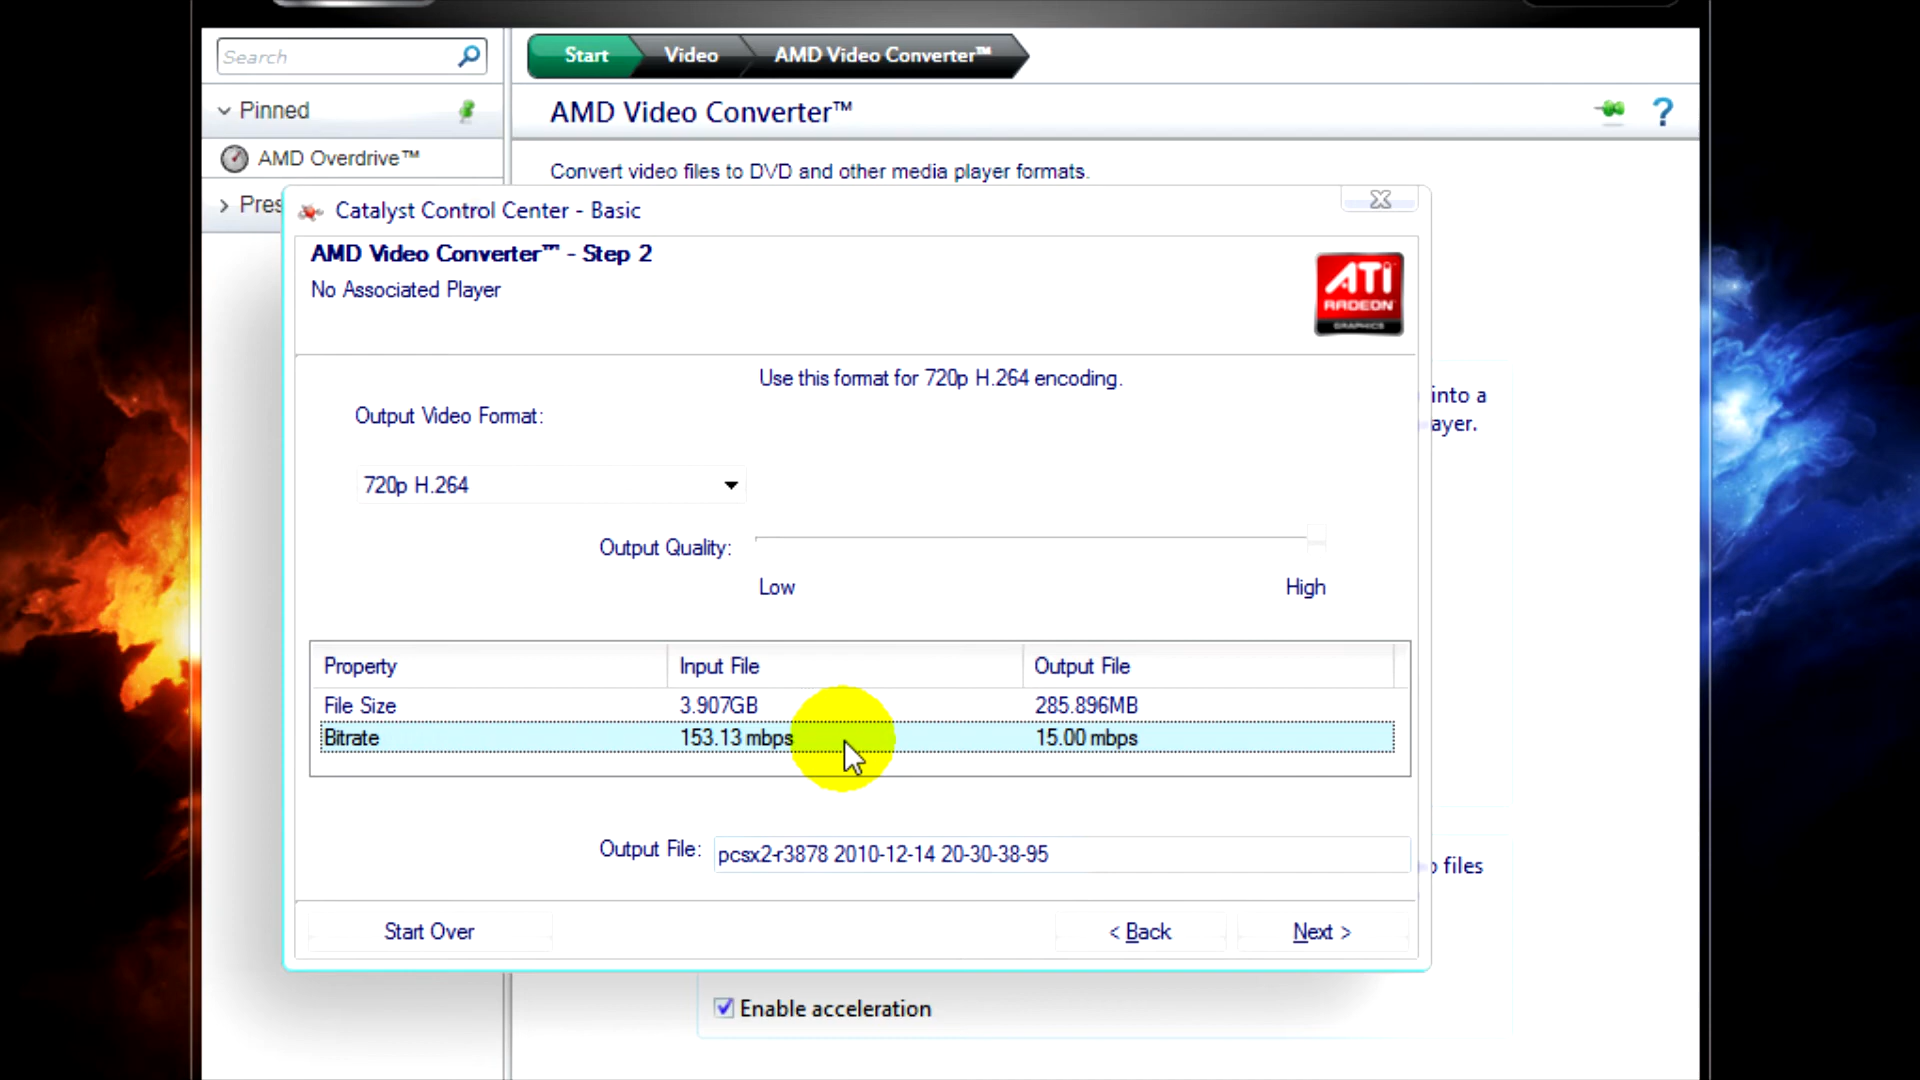 Search
Start
Video
AMD Video Converter™
Pinned
AMD Video Converter™
?
AMD Overdrive™
Convert video files to DVD and other media player formats.
Pres
Catalyst Control Center - Basic
AMD Video Converter™ - Step 2
No Associated Player
ATI
RADEON
GRAPHICS
Use this format for 720p H.264 encoding.
into a
ayer.
Output Video Format:
720p H.264
Output Quality:
Low
High
Property
Input File
Output File
File Size
3.907GB
285.896MB
Bitrate
153.13 mbps
15.00 mbps
Output File:
pcsx2-r3878 2010-12-14 20-30-38-95
files
Start Over
< Back
Next >
Enable acceleration